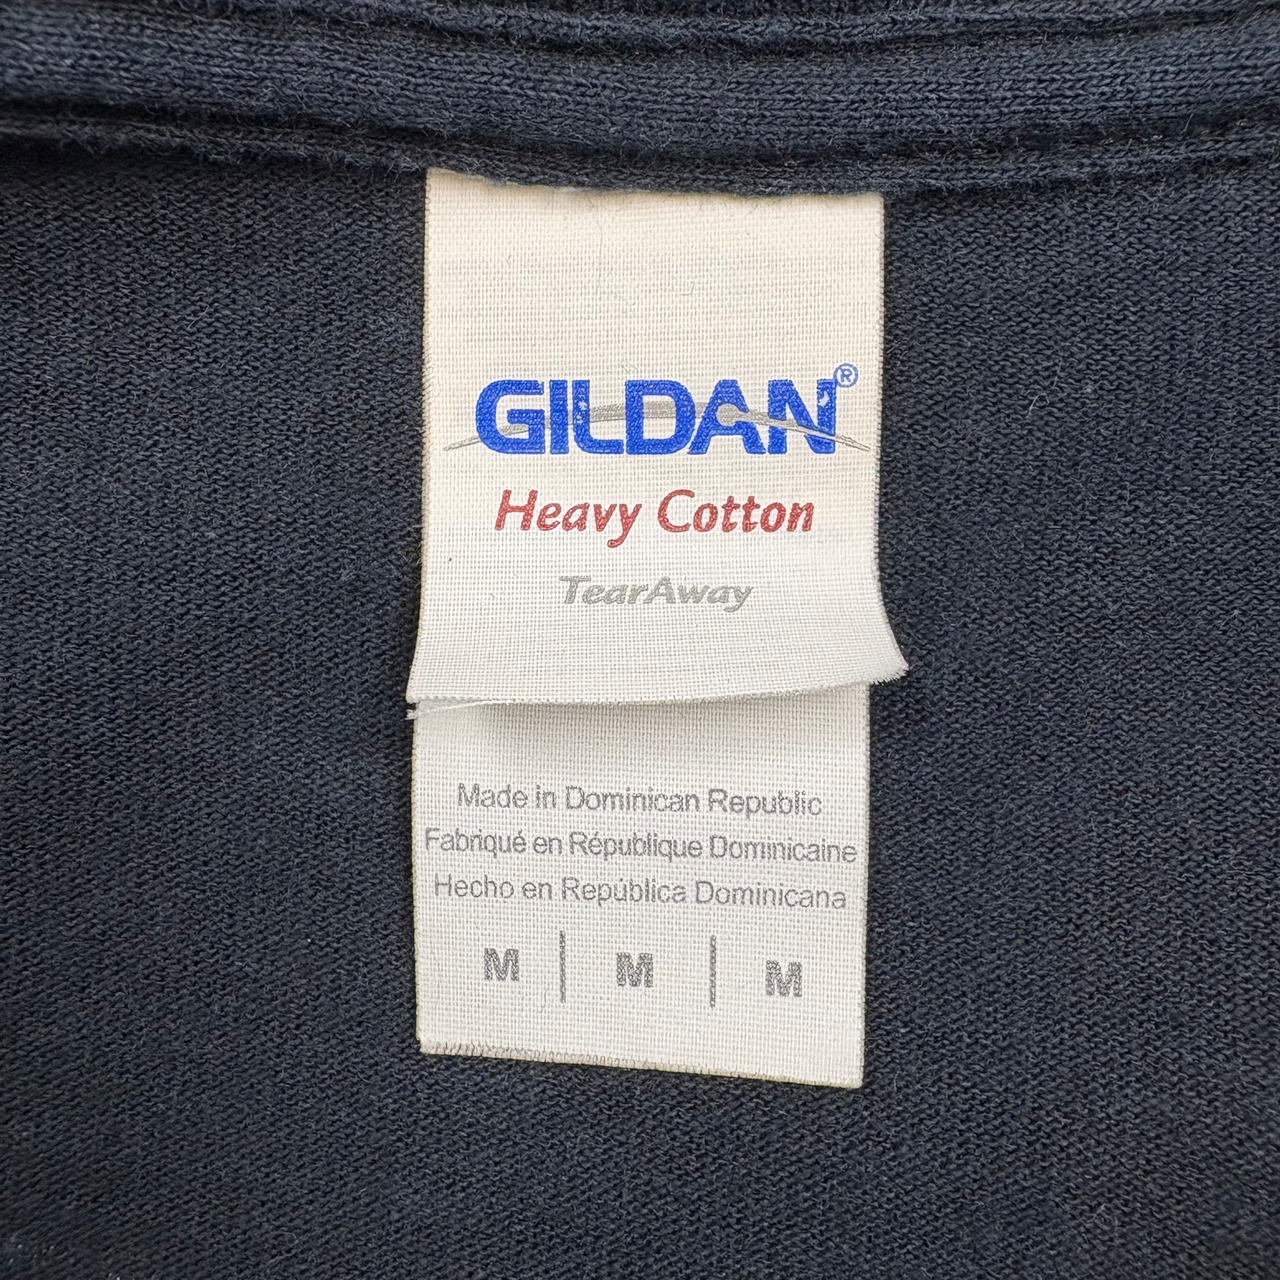 GILDAN®
Heavy Cotton
TearAway
Made in Dominican Republic
Fabriqué en République Dominicaine
Hecho en República Dominicana
M | M | M